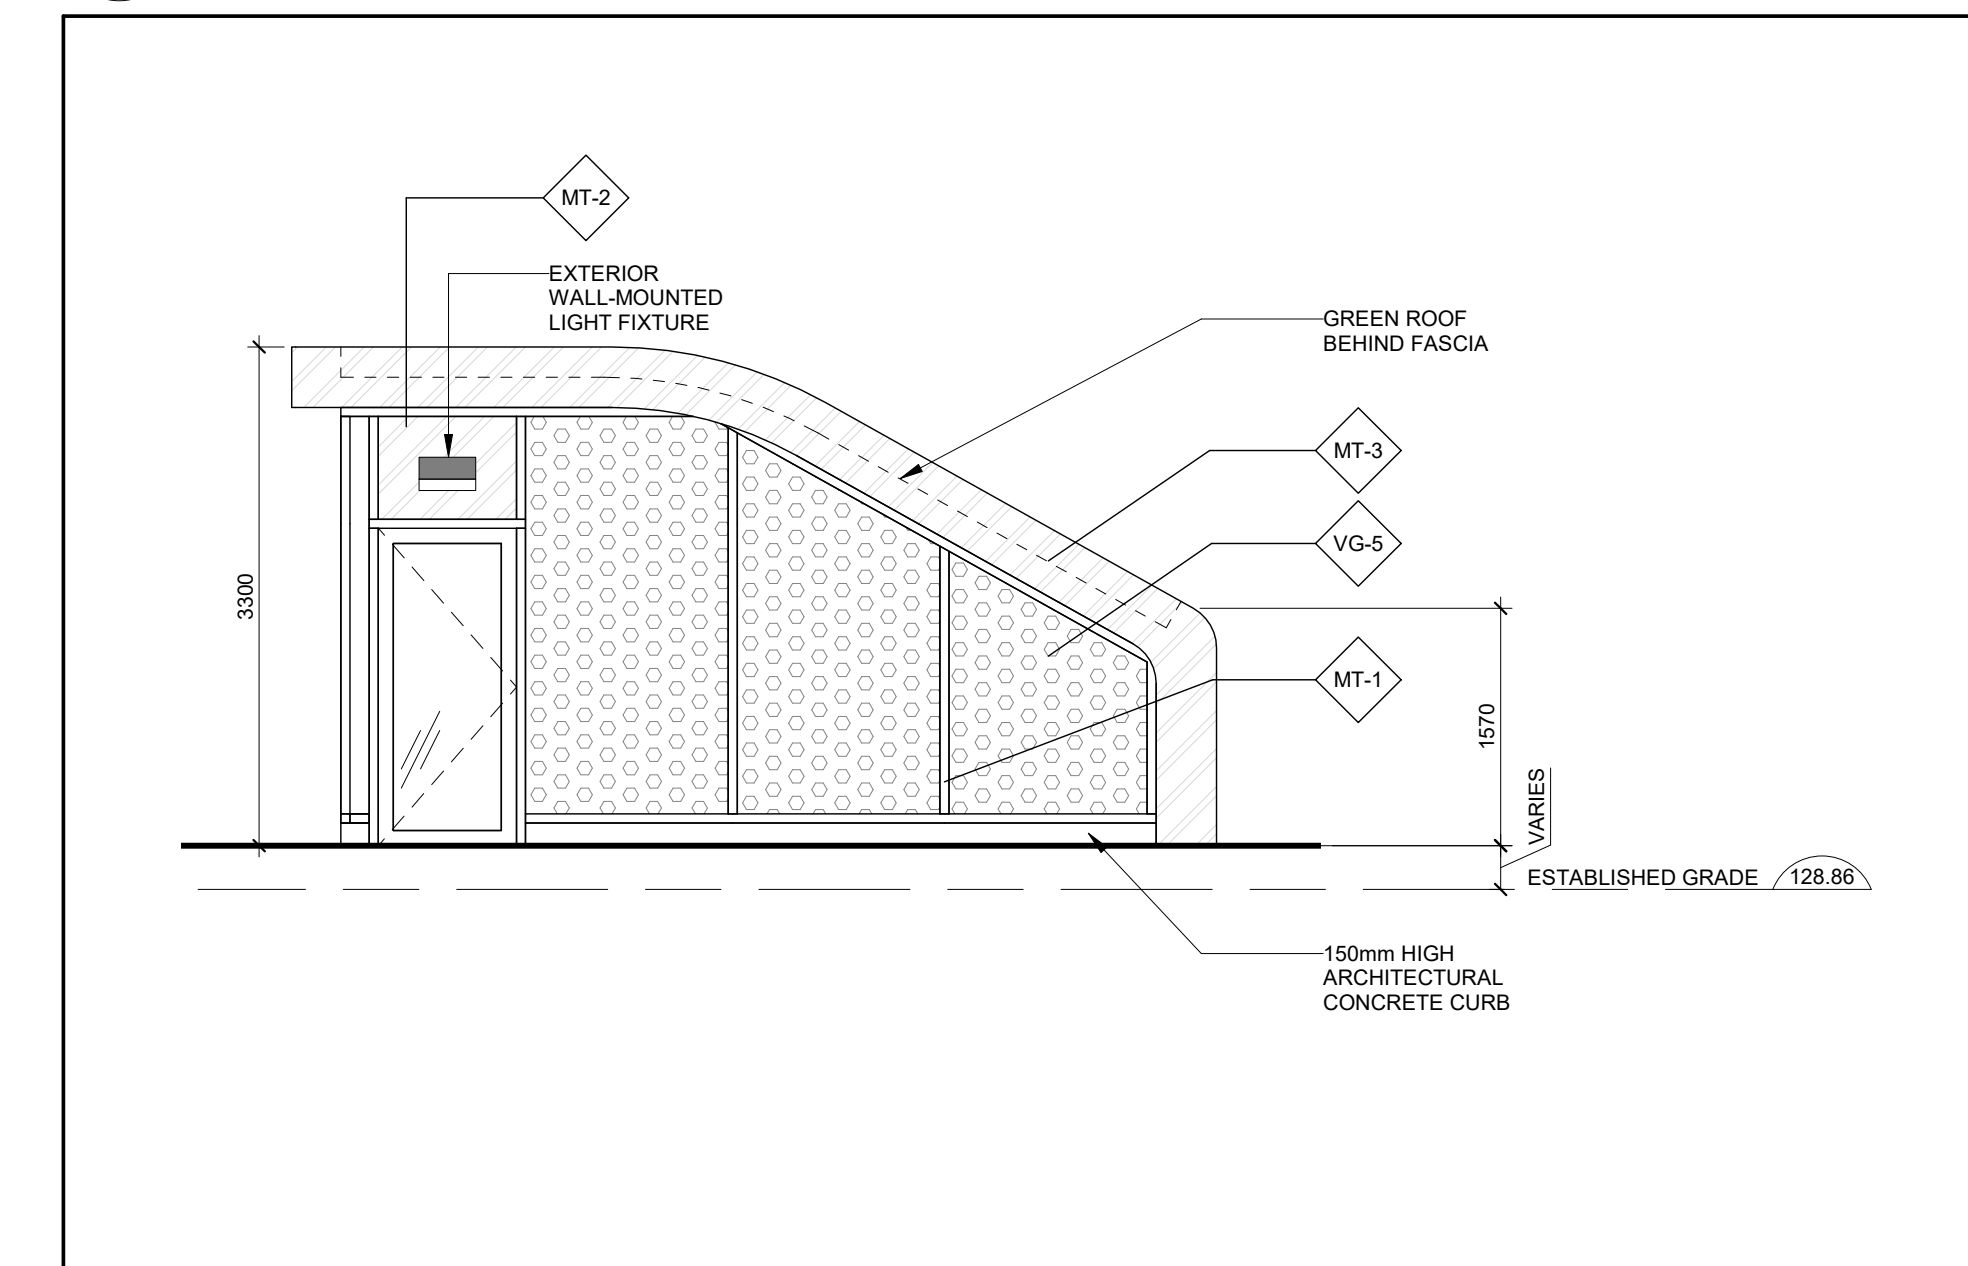 MT-2
EXTERIOR
WALL-MOUNTED
LIGHT FIXTURE
GREEN ROOF
BEHIND FASCIA
MT-3
VG-5
3300
MT-1
1570
VARIES
ESTABLISHED GRADE 128.86
150mm HIGH
ARCHITECTURAL
CONCRETE CURB